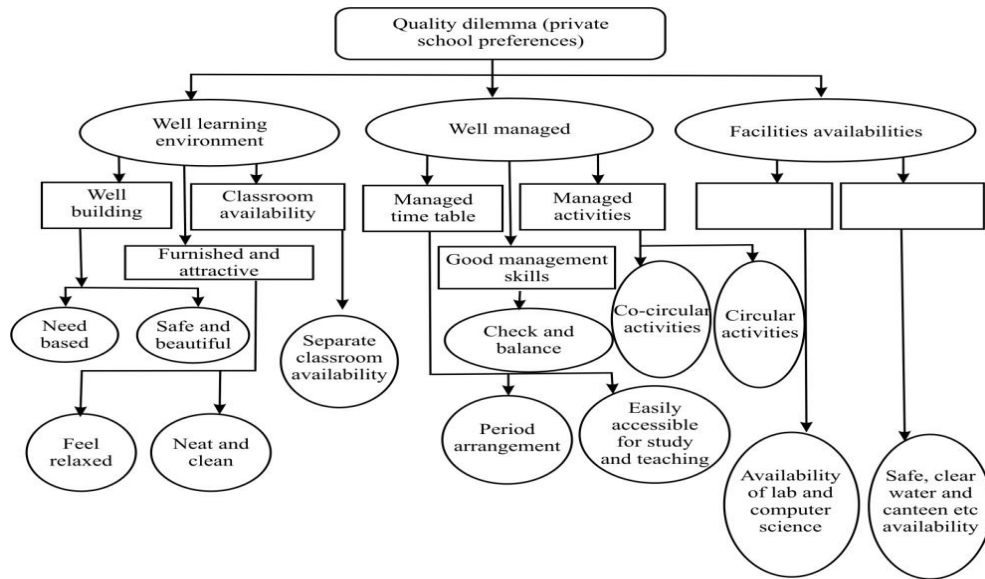 Quality dilemma (private
school preferences)
Well learning
environment
Well managed
Facilities availabilities
Well
building
Classroom
availability
Managed
time table
Managed
activities
Furnished and
attractive
Good management
skills
Need
based
Safe and
beautiful
Separate
classroom
availability
Check and
balance
Co-circular
activities
Circular
activities
Feel
relaxed
Neat and
clean
Period
arrangement
Easily
accessible
for study
and teaching
Availability
of lab and
computer
science
Safe, clear
water and
canteen etc
availability